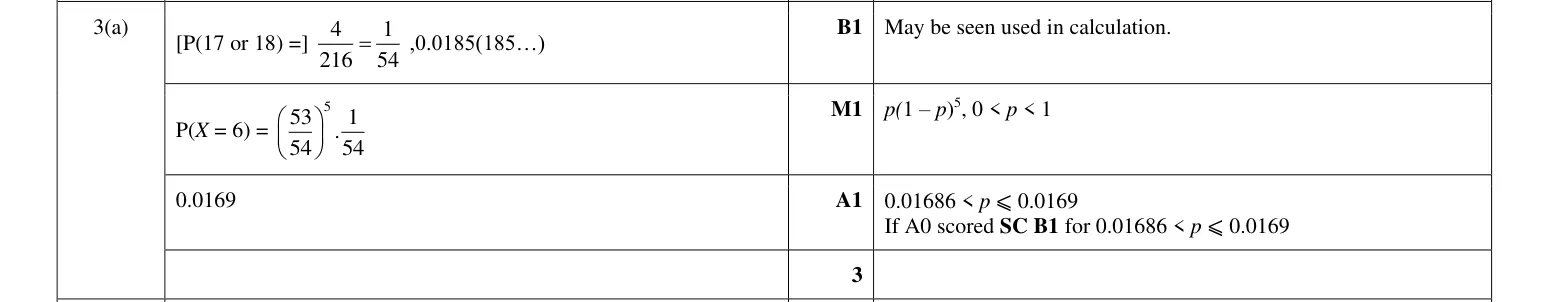 3(a) [P(17 or 18) =] 4/216 = 1/54 ,0.0185(185…) B1 May be seen used in calculation.
P(X = 6) = (53/54)^5 . 1/54 M1 p(1 – p)^5, 0 < p < 1
0.0169 A1 0.01686 < p ⩽ 0.0169
If A0 scored SC B1 for 0.01686 < p ⩽ 0.0169
3